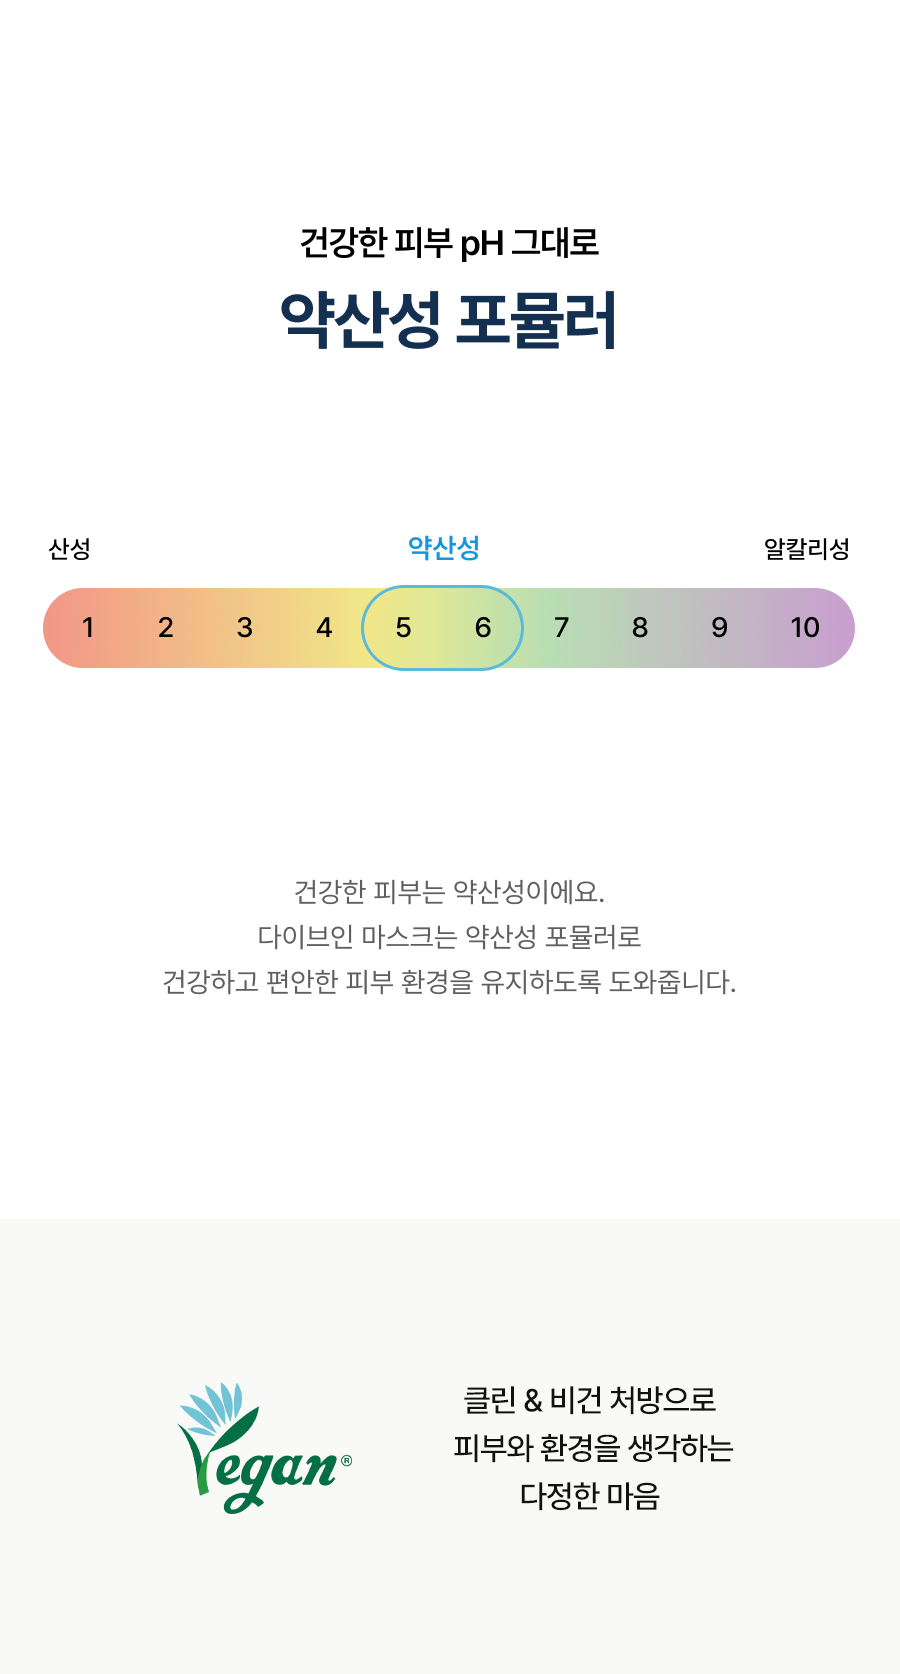 건강한 피부 pH 그대로
약산성 포뮬러
산성 약산성 알칼리성
1 2 3 4 5 6 7 8 9 10
건강한 피부는 약산성이에요.
다이브인 마스크는 약산성 포뮬러로
건강하고 편안한 피부 환경을 유지하도록 도와줍니다.
Vegan®
클린 & 비건 처방으로
피부와 환경을 생각하는
다정한 마음